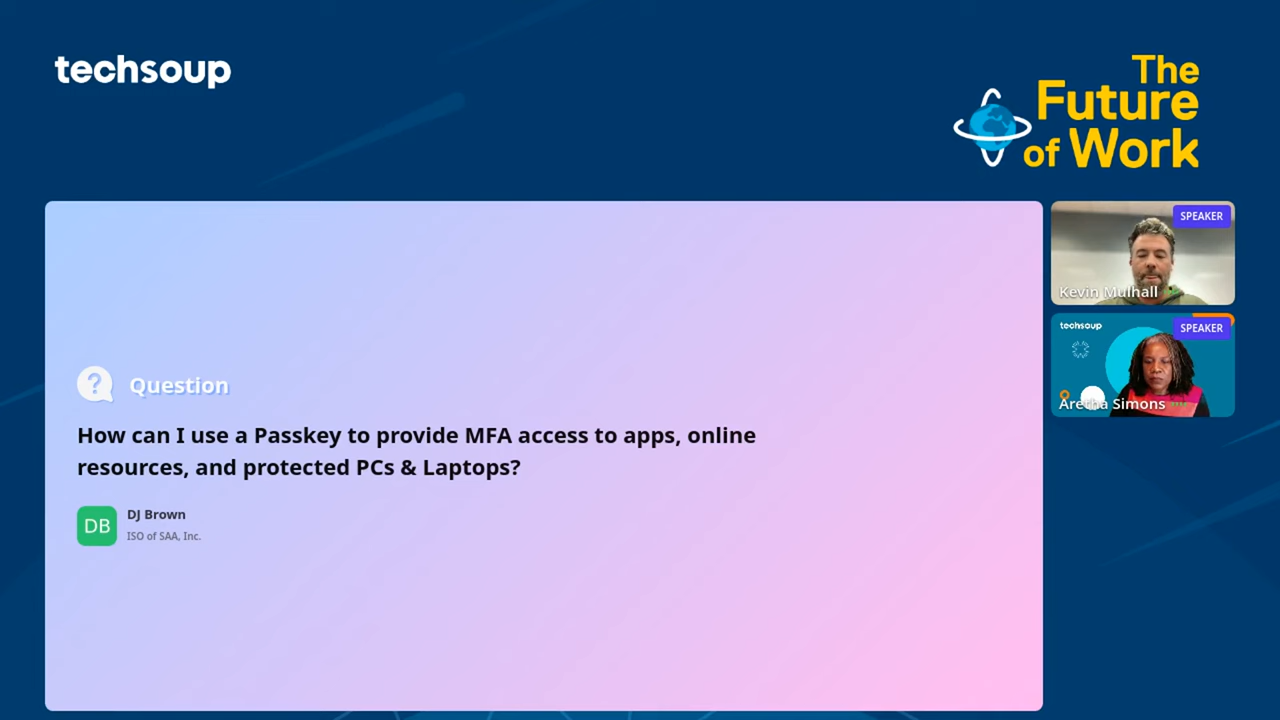 techsoup
The
Future
of Work
SPEAKER
Kevin Mulhall
techsoup
SPEAKER
Aretha Simons
Question
How can I use a Passkey to provide MFA access to apps, online
resources, and protected PCs & Laptops?
DB
DJ Brown
ISO of SAA, Inc.